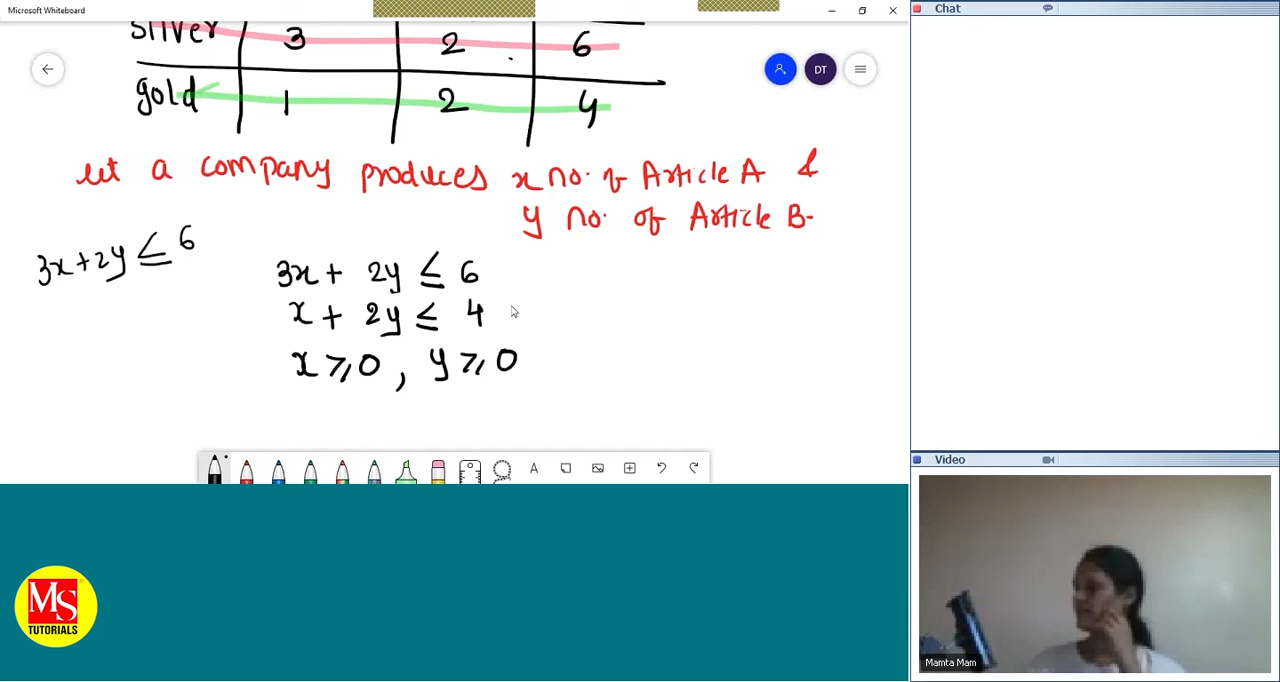 Microsoft Whiteboard
Chat
silver 3 2 6
DT
gold 1 2 4
let a company produces x no. of Article A &
y no. of Article B-
3x+2y ≤ 6
3x + 2y ≤ 6
x + 2y ≤ 4
x ≥ 0 , y ≥ 0
A
Video
MS
TUTORIALS
Mamta Mam